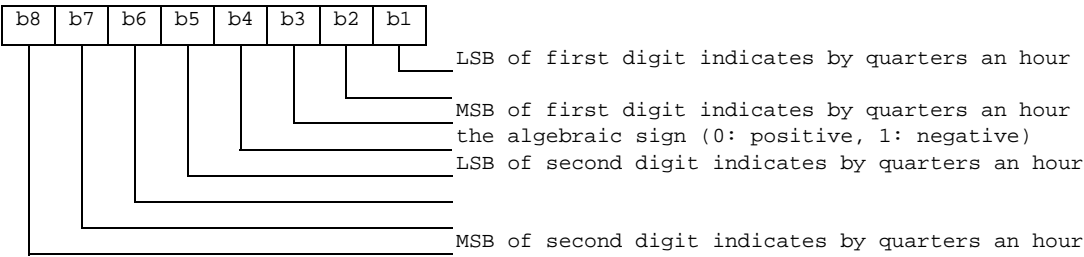 b8 b7 b6 b5 b4 b3 b2 b1
LSB of first digit indicates by quarters an hour
MSB of first digit indicates by quarters an hour
the algebraic sign (0: positive, 1: negative)
LSB of second digit indicates by quarters an hour
MSB of second digit indicates by quarters an hour